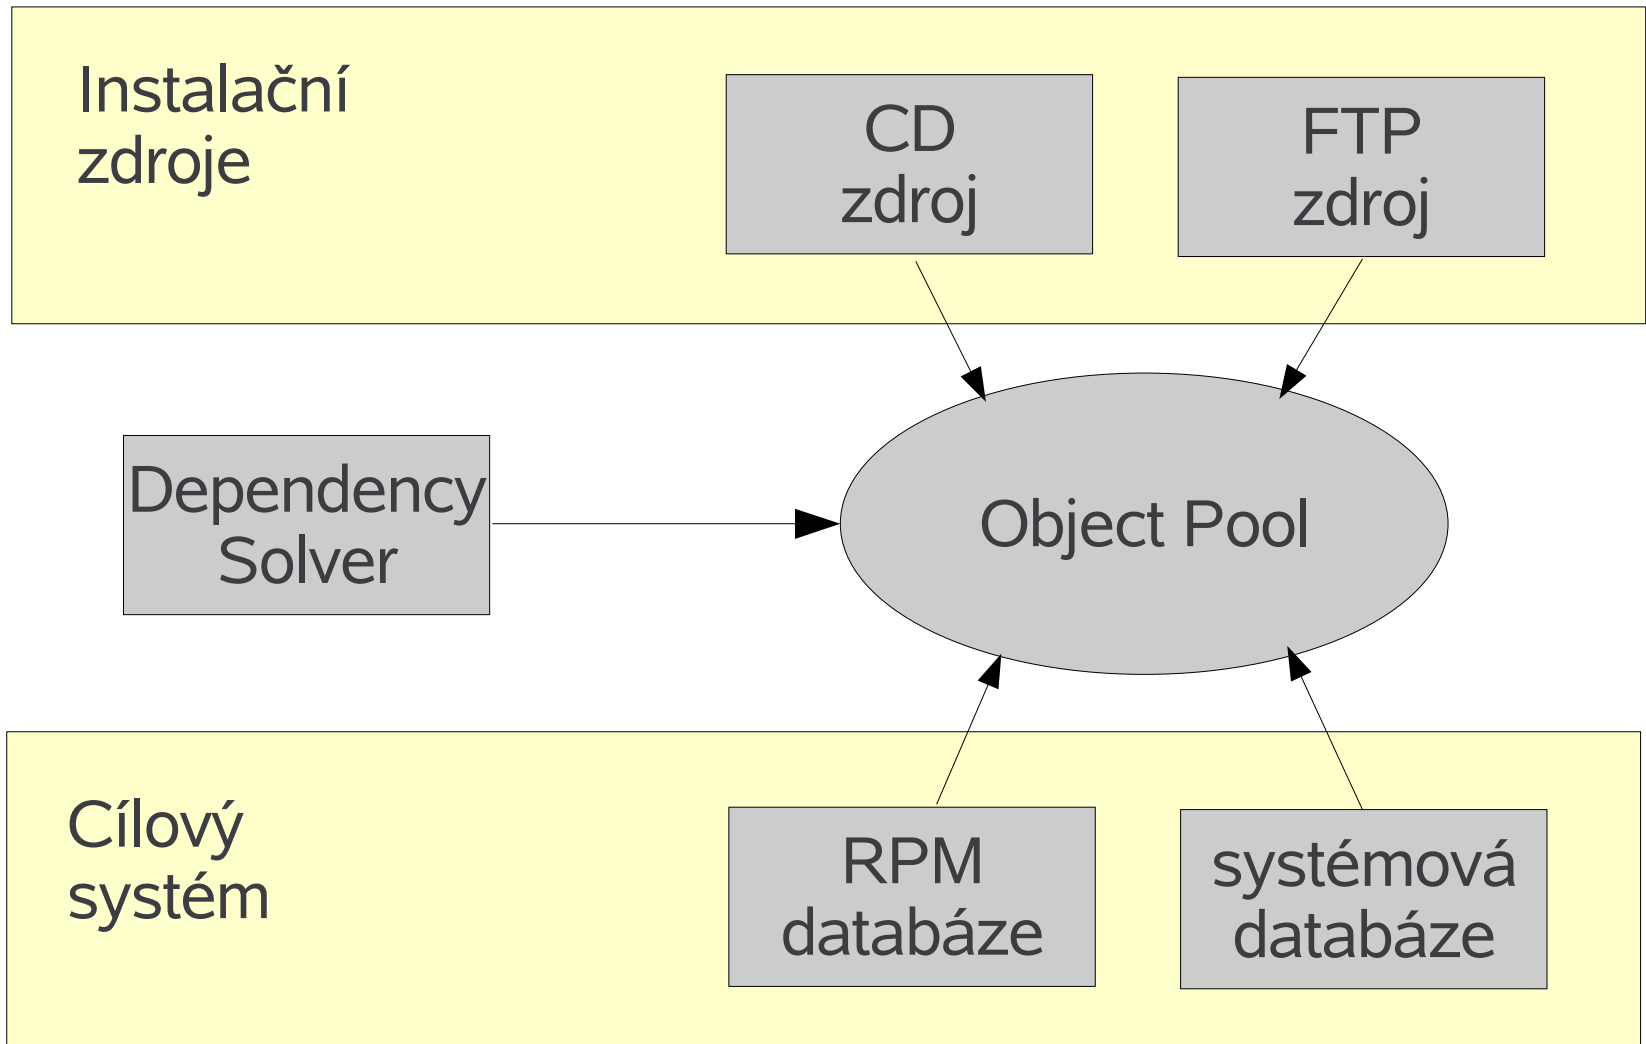 Instalační
zdroje
CD
zdroj
FTP
zdroj
Dependency
Solver
Object Pool
Cílový
systém
RPM
databáze
systémová
databáze